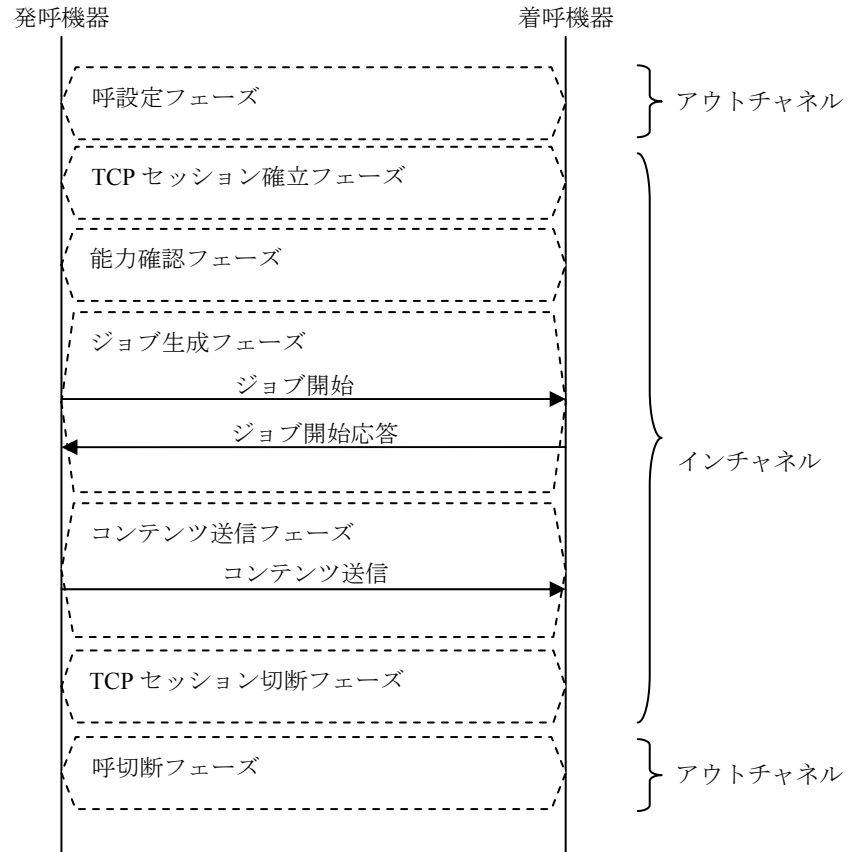 発呼機器
着呼機器
呼設定フェーズ
アウトチャネル
TCP セッション確立フェーズ
能力確認フェーズ
ジョブ生成フェーズ
ジョブ開始
ジョブ開始応答
インチャネル
コンテンツ送信フェーズ
コンテンツ送信
TCP セッション切断フェーズ
呼切断フェーズ
アウトチャネル